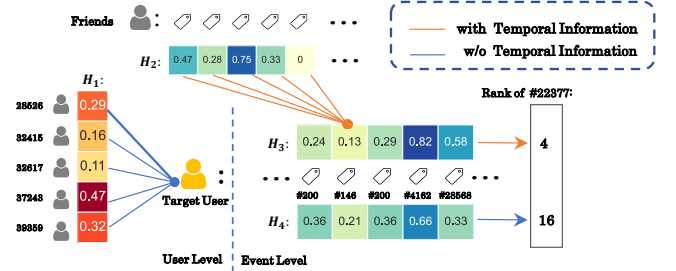 Friends
with Temporal Information
w/o Temporal Information
H₂:
0.47 0.28 0.75 0.33 0
H₁:
28526 0.29
32415 0.16
32617 0.11
37243 0.47
39359 0.32
Target User
:
Rank of #22377:
H₃:
0.24 0.13 0.29 0.82 0.58
4
#200 #146 #200 #4162 #28568
H₄:
0.36 0.21 0.36 0.66 0.33
16
User Level
Event Level